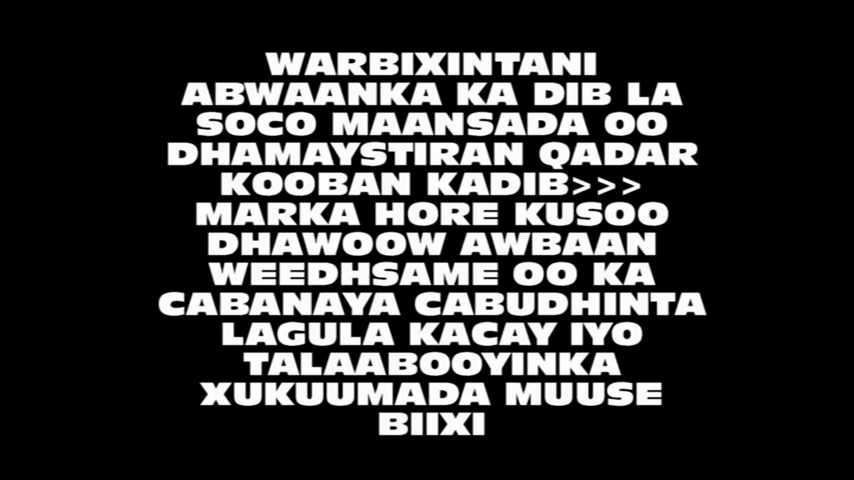 WARBIXINTANI
ABWAANKA KA DIB LA
SOCO MAANSADA OO
DHAMAYSTIRAN QADAR
KOOBAN KADIB>>>
MARKA HORE KUSOO
DHAWOOW AWBAAN
WEEDHSAME OO KA
CABANAYA CABUDHINTA
LAGULA KACAY IYO
TALAABOOYINKA
XUKUUMADA MUUSE
BIIXI